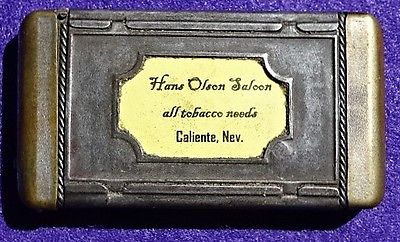 Hans Olson Saloon
all tobacco needs
Caliente, Nev.